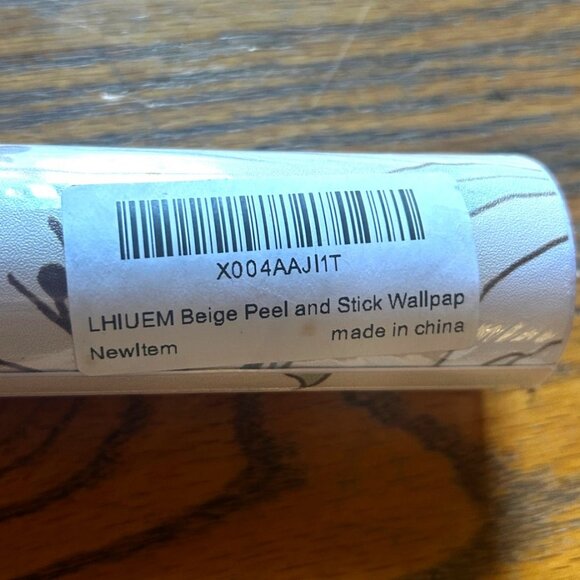 X004AAJI1T
LHIUEM Beige Peel and Stick Wallpap
NewItem made in china